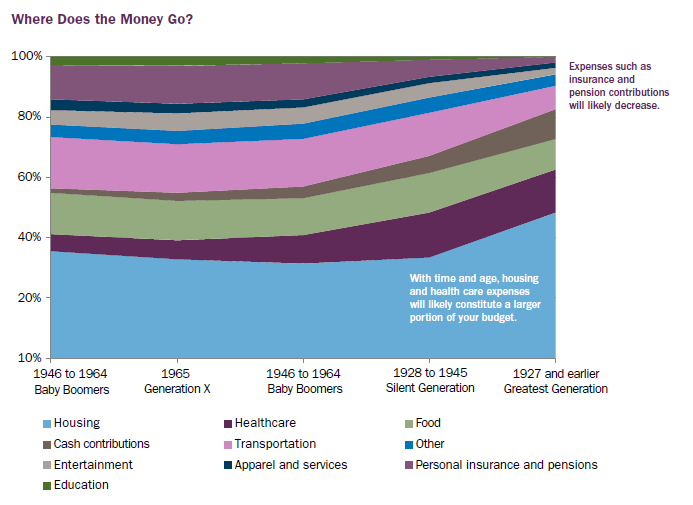 Where Does the Money Go?
100%
80%
60%
40%
20%
10%
Expenses such as
insurance and
pension contributions
will likely decrease.
With time and age, housing
and health care expenses
will likely constitute a larger
portion of your budget.
1946 to 1964
Baby Boomers
1965
Generation X
1946 to 1964
Baby Boomers
1928 to 1945
Silent Generation
1927 and earlier
Greatest Generation
Housing
Healthcare
Food
Cash contributions
Transportation
Other
Entertainment
Apparel and services
Personal insurance and pensions
Education